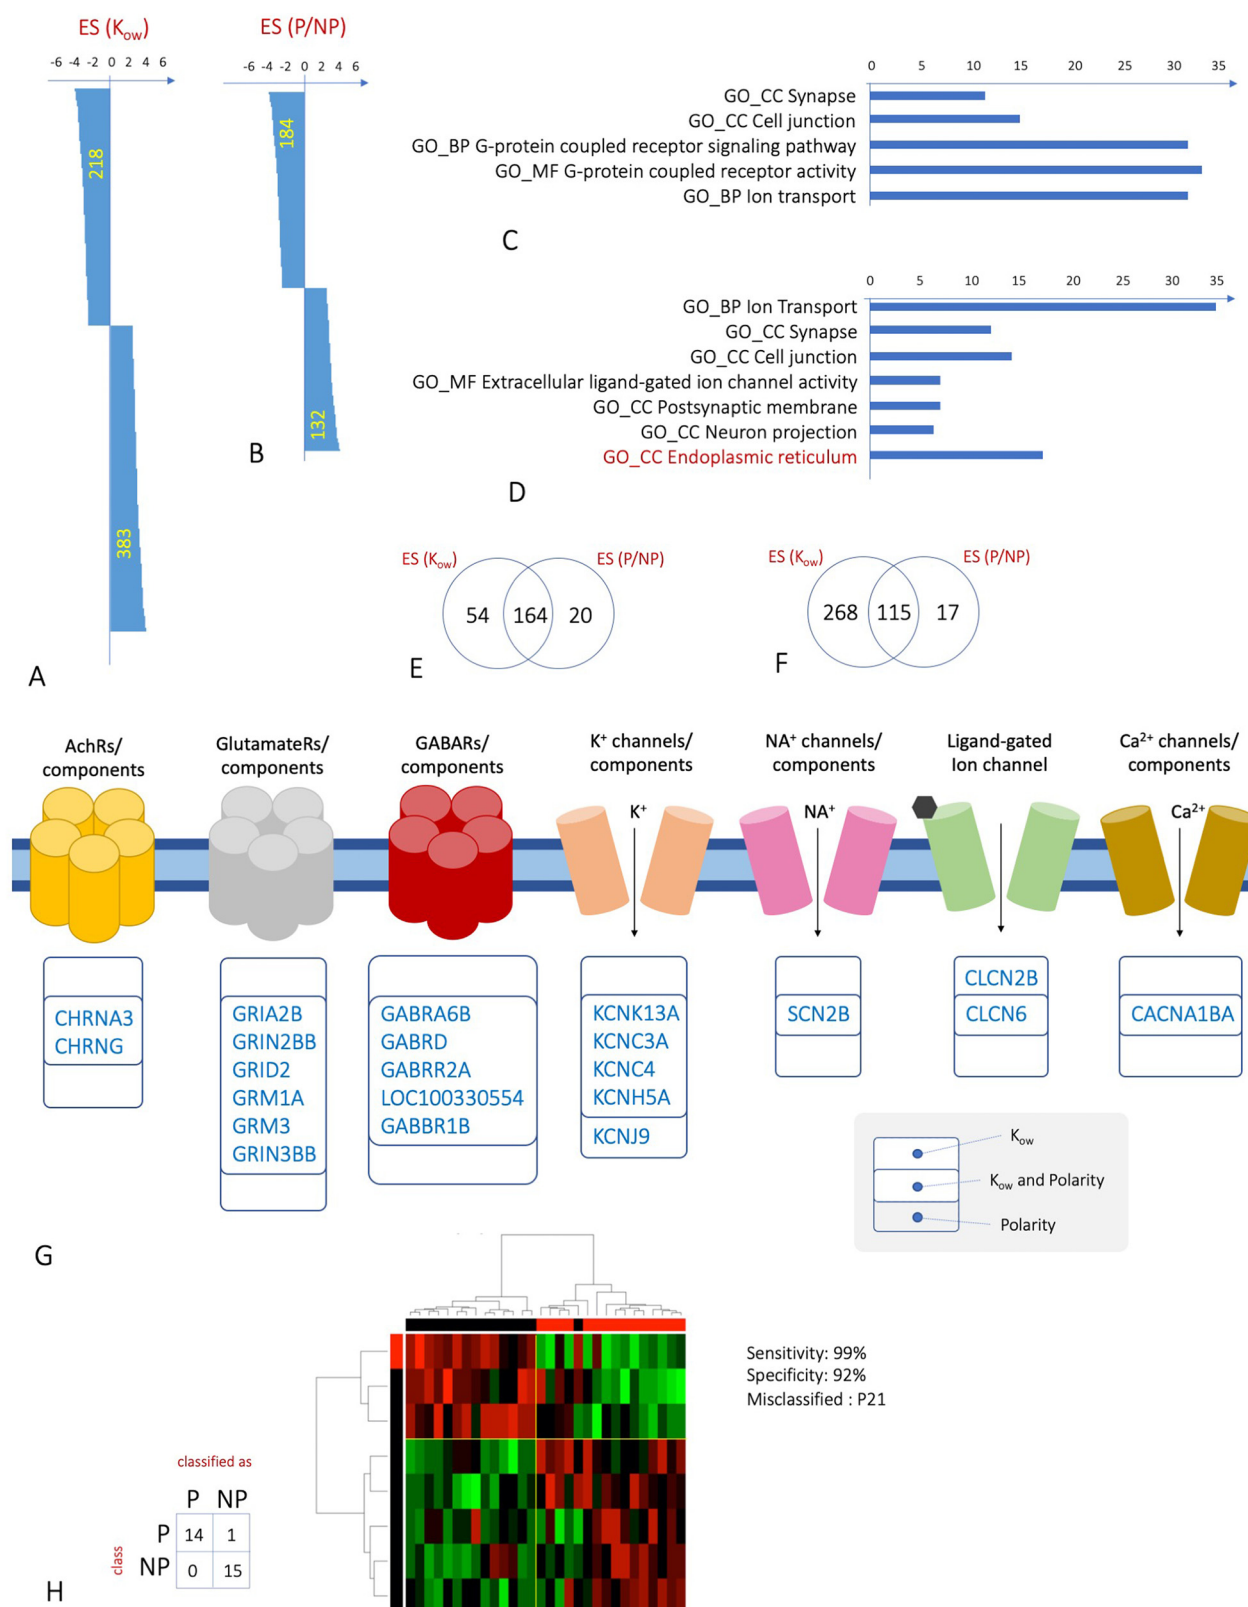 ES (Kow)
-6 -4 -2 0 2 4 6
218
383
A
ES (P/NP)
-6 -4 -2 0 2 4 6
184
132
B
0 5 10 15 20 25 30 35
GO_CC Synapse
GO_CC Cell junction
GO_BP G-protein coupled receptor signaling pathway
GO_MF G-protein coupled receptor activity
GO_BP Ion transport
C
0 5 10 15 20 25 30 35
GO_BP Ion Transport
GO_CC Synapse
GO_CC Cell junction
GO_MF Extracellular ligand-gated ion channel activity
GO_CC Postsynaptic membrane
GO_CC Neuron projection
GO_CC Endoplasmic reticulum
D
ES (Kow) ES (P/NP)
54 164 20
E
ES (Kow) ES (P/NP)
268 115 17
F
AchRs/
components
GlutamateRs/
components
GABARs/
components
K+ channels/
components
NA+ channels/
components
Ligand-gated
Ion channel
Ca2+ channels/
components
K+
NA+
Ca2+
CHRNA3
CHRNG
GRIA2B
GRIN2BB
GRID2
GRM1A
GRM3
GRIN3BB
GABRA6B
GABRD
GABRR2A
LOC100330554
GABBR1B
KCNK13A
KCNC3A
KCNC4
KCNH5A
KCNJ9
SCN2B
CLCN2B
CLCN6
CACNA1BA
Kow
Kow and Polarity
Polarity
G
Sensitivity: 99%
Specificity: 92%
Misclassified : P21
classified as
P NP
class
P 14 1
NP 0 15
H